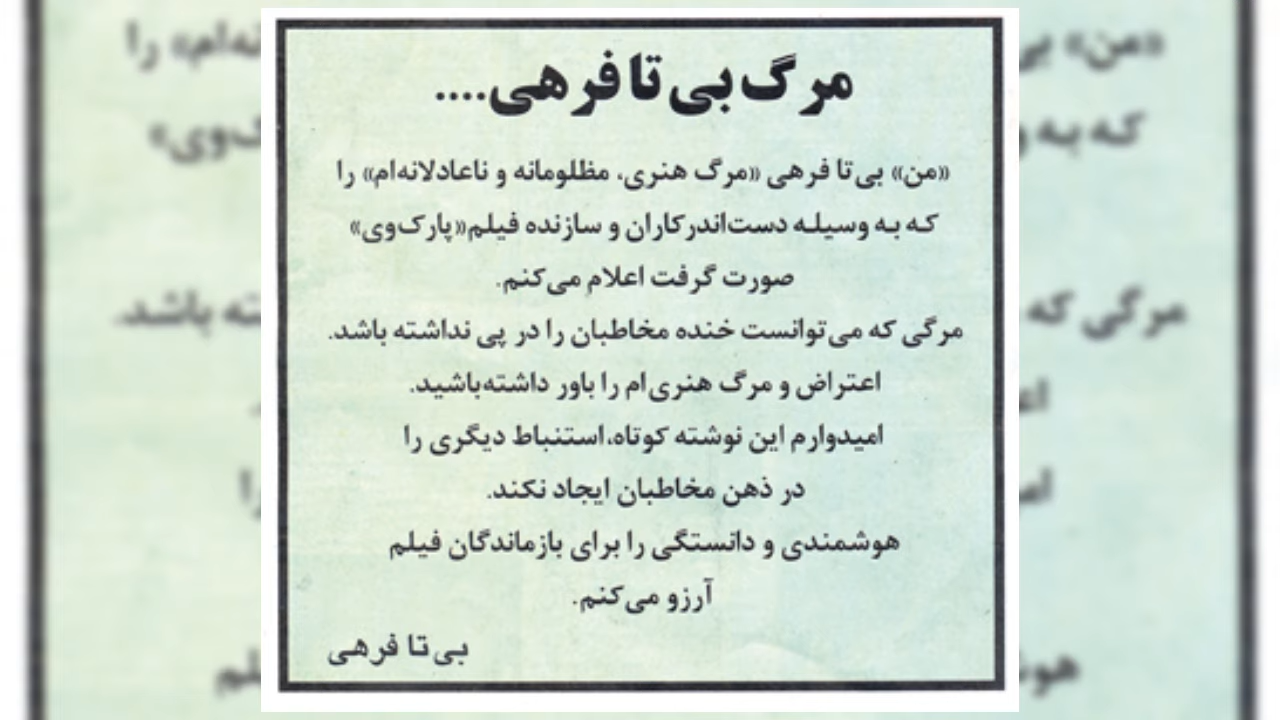 مرگ بی‌تا فرهی....
«من» بی‌تا فرهی «مرگ هنری، مظلومانه و ناعادلانه‌ام» را
که به وسیله دست‌اندرکاران و سازنده فیلم «پارک‌وی»
صورت گرفت اعلام می‌کنم.
مرگی که می‌توانست خنده مخاطبان را در پی نداشته باشد.
اعتراض و مرگ هنری‌ام را باور داشته‌باشید.
امیدوارم این نوشته کوتاه،استنباط دیگری را
در ذهن مخاطبان ایجاد نکند.
هوشمندی و دانستگی را برای بازماندگان فیلم
آرزو می‌کنم.
بی‌تا فرهی